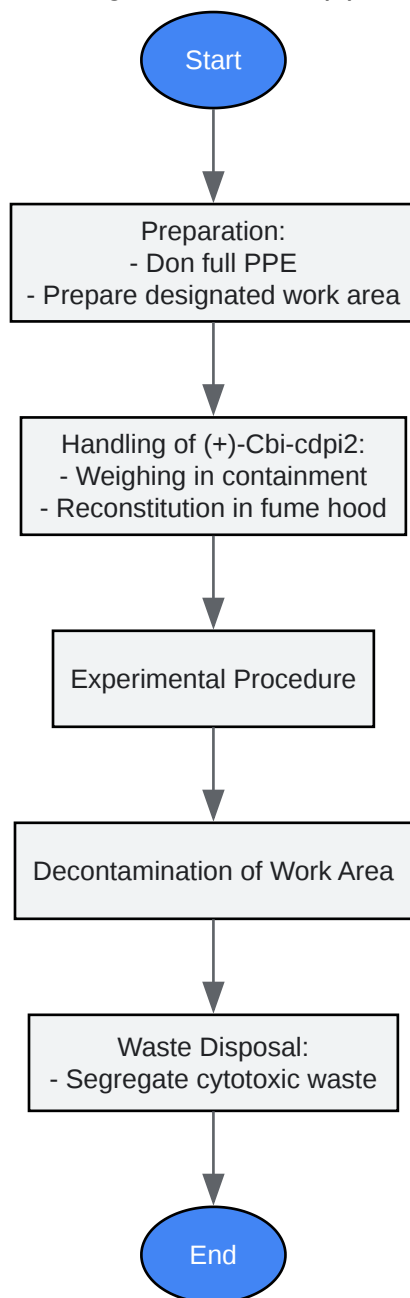 Start
Preparation:
- Don full PPE
- Prepare designated work area
Handling of (+)-Cbi-cdpi2:
- Weighing in containment
- Reconstitution in fume hood
Experimental Procedure
Decontamination of Work Area
Waste Disposal:
- Segregate cytotoxic waste
End